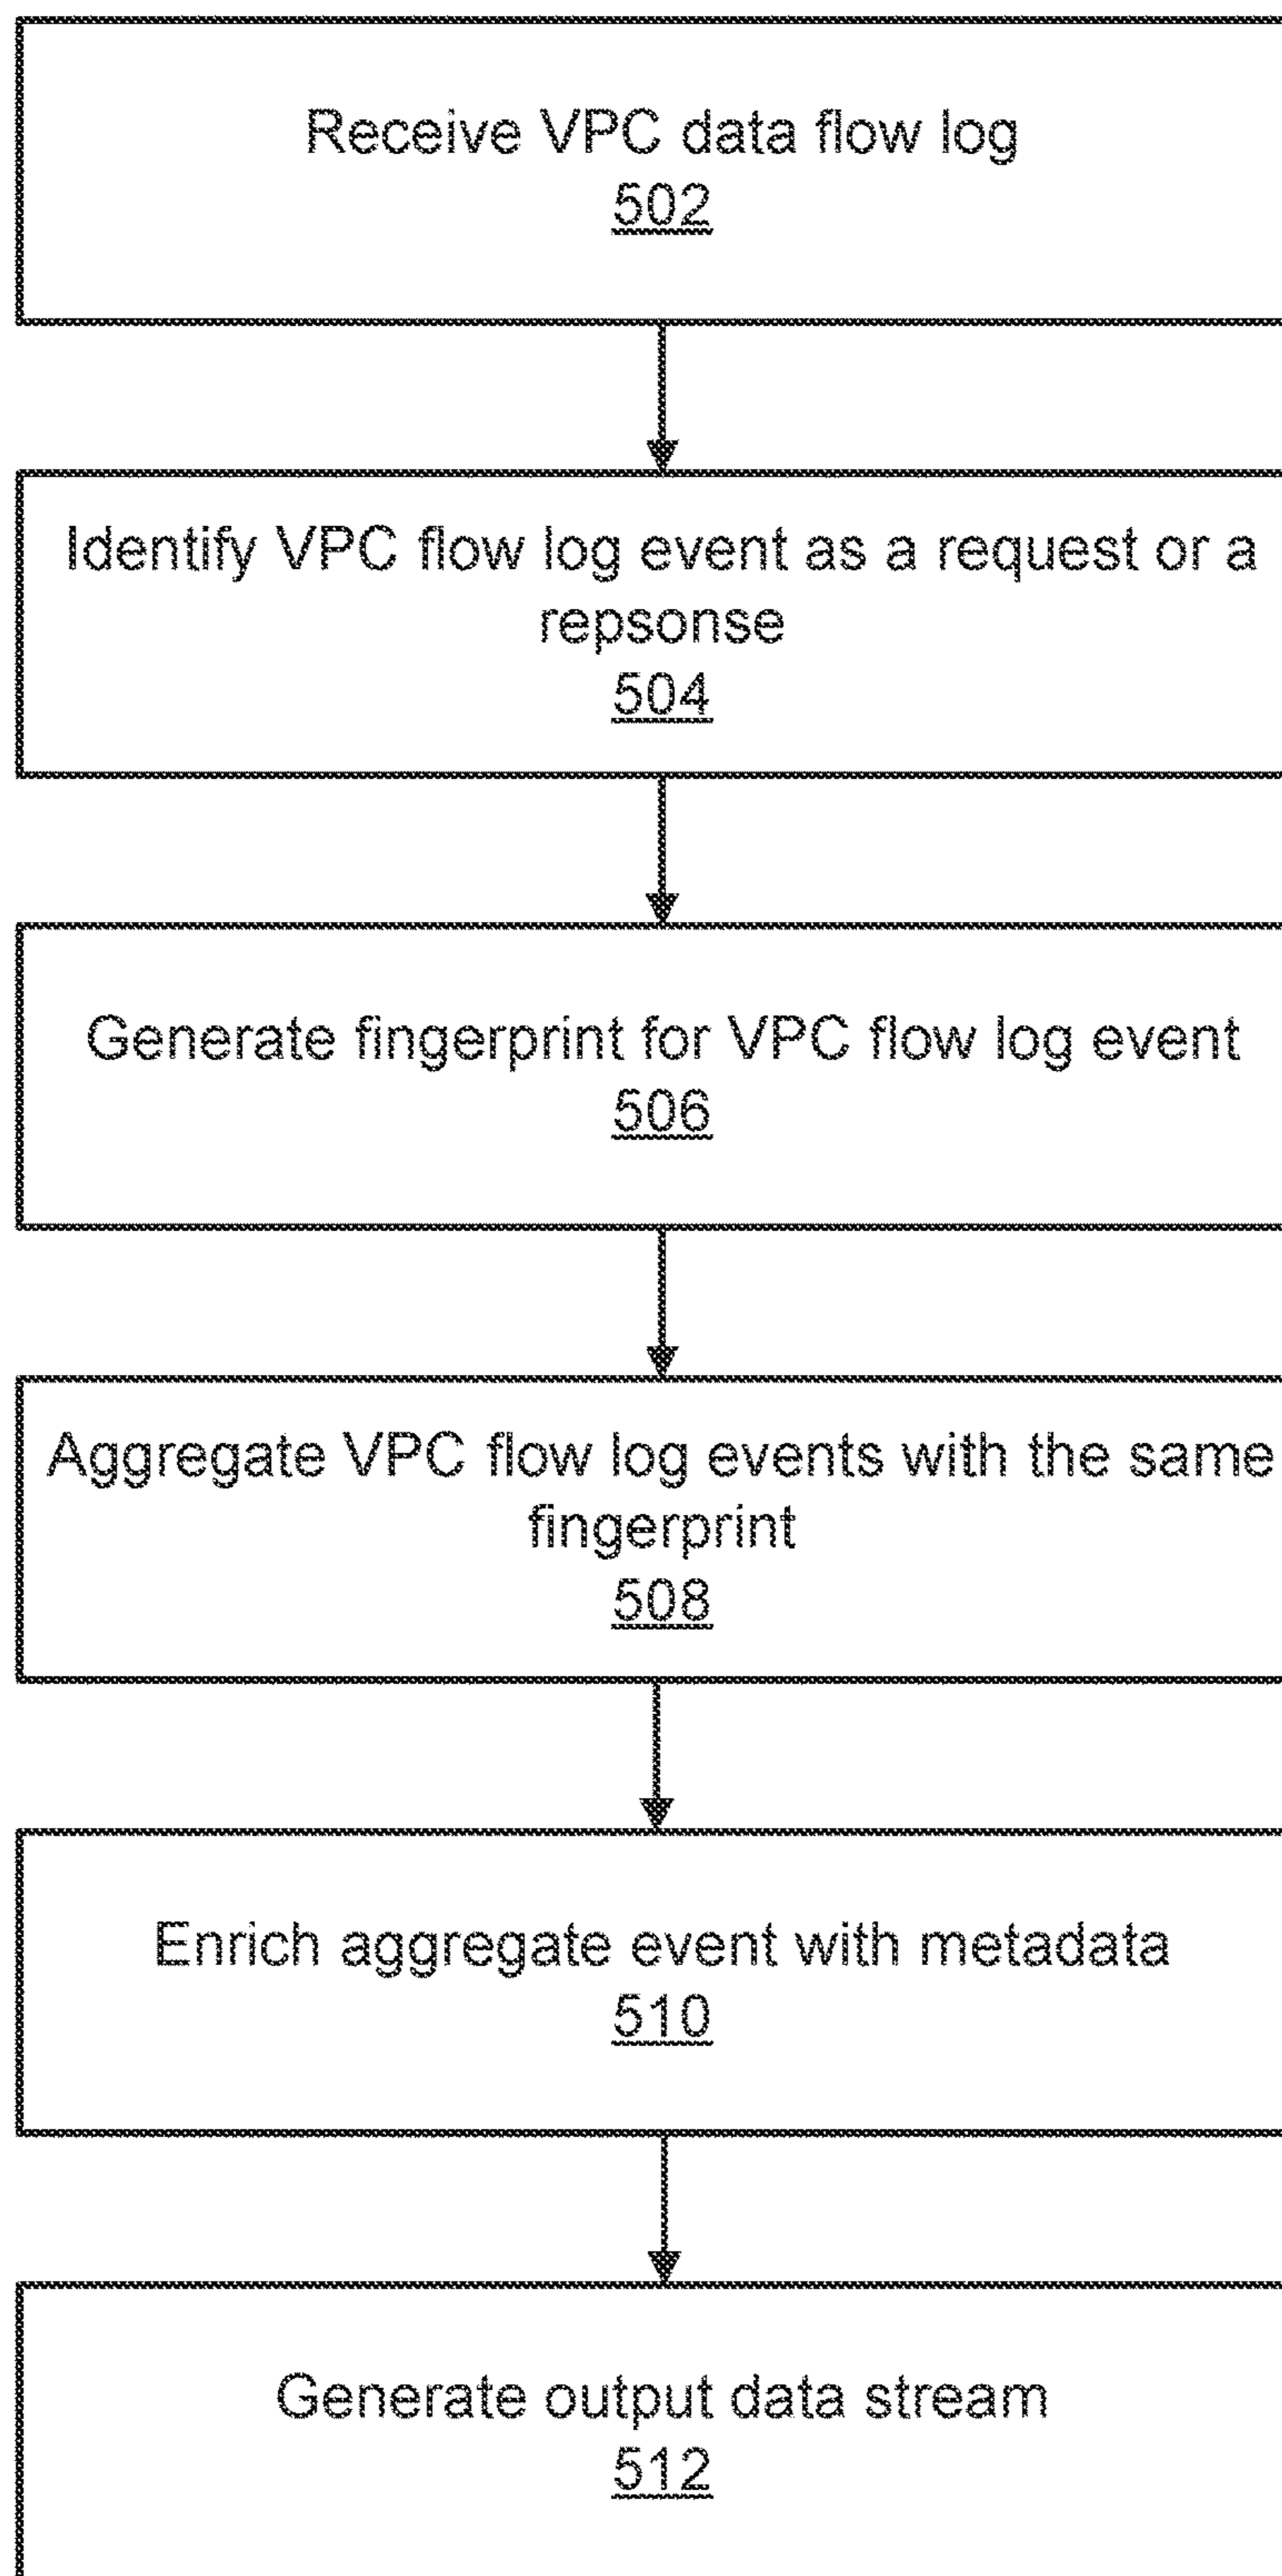 Receive VPC data flow log
502
Identify VPC flow log event as a request or a
repsonse
504
Generate fingerprint for VPC flow log event
506
Aggregate VPC flow log events with the same
fingerprint
508
Enrich aggregate event with metadata
510
Generate output data stream
512